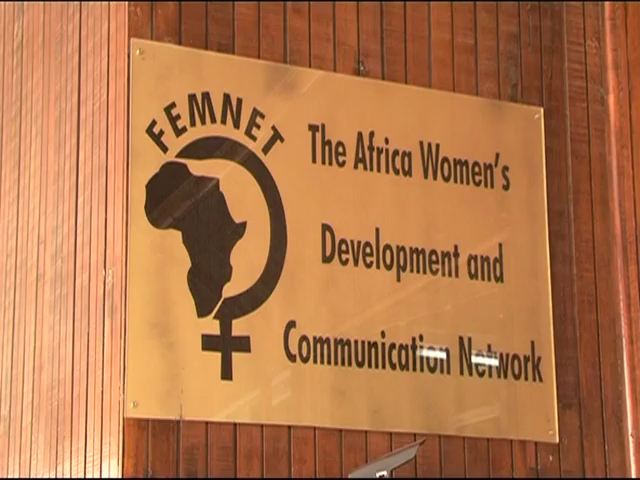 FEMNET
The Africa Women's
Development and
Communication Network